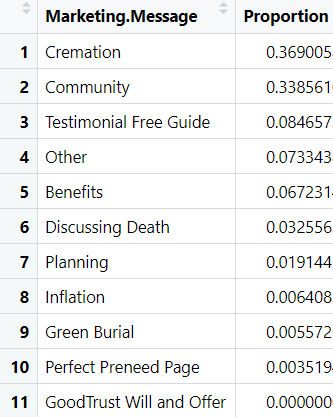 Marketing.Message Proportion
1 Cremation 0.369005
2 Community 0.338561
3 Testimonial Free Guide 0.084657
4 Other 0.073343
5 Benefits 0.067231
6 Discussing Death 0.032556
7 Planning 0.019144
8 Inflation 0.006408
9 Green Burial 0.005572
10 Perfect Preneed Page 0.003519
11 GoodTrust Will and Offer 0.000000